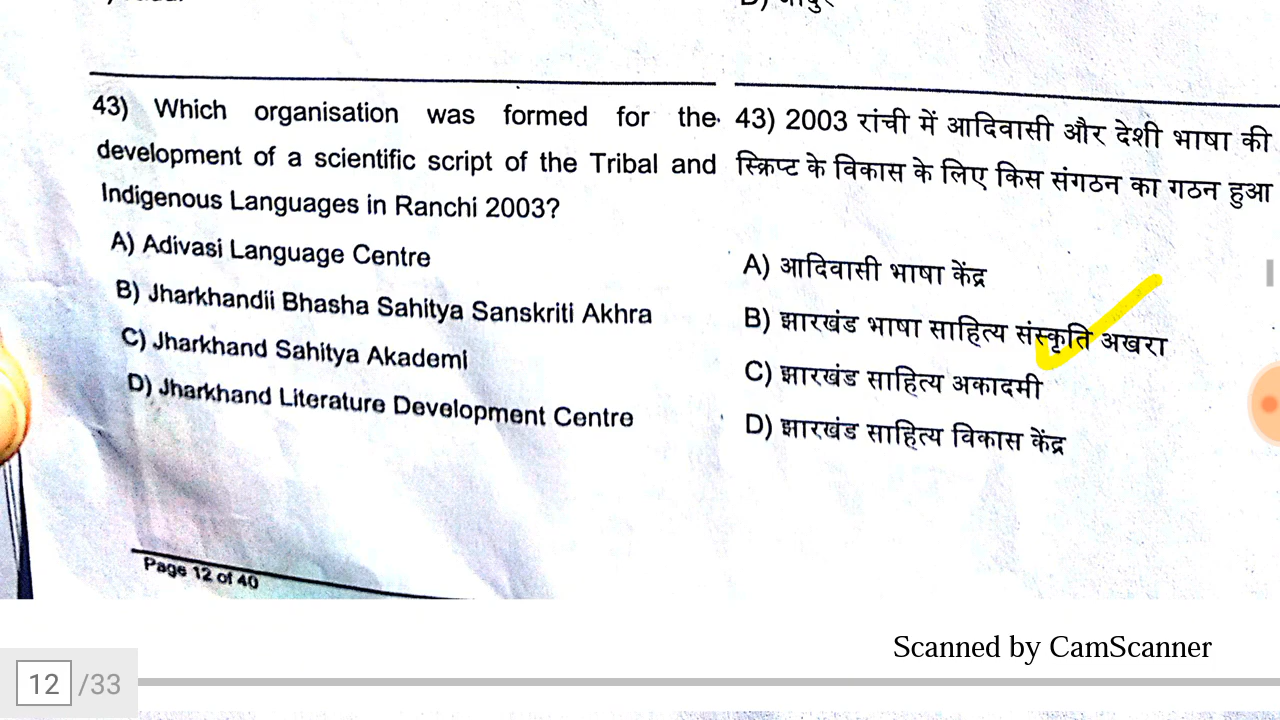 43) Which organisation was formed for the
development of a scientific script of the Tribal and
Indigenous Languages in Ranchi 2003?
A) Adivasi Language Centre
B) Jharkhandii Bhasha Sahitya Sanskriti Akhra
C) Jharkhand Sahitya Akademi
D) Jharkhand Literature Development Centre
43) 2003 रांची में आदिवासी और देशी भाषा की
स्क्रिप्ट के विकास के लिए किस संगठन का गठन हुआ
A) आदिवासी भाषा केंद्र
B) झारखंड भाषा साहित्य संस्कृति अखरा
C) झारखंड साहित्य अकादमी
D) झारखंड साहित्य विकास केंद्र
Page 12 of 40
Scanned by CamScanner
12 /33